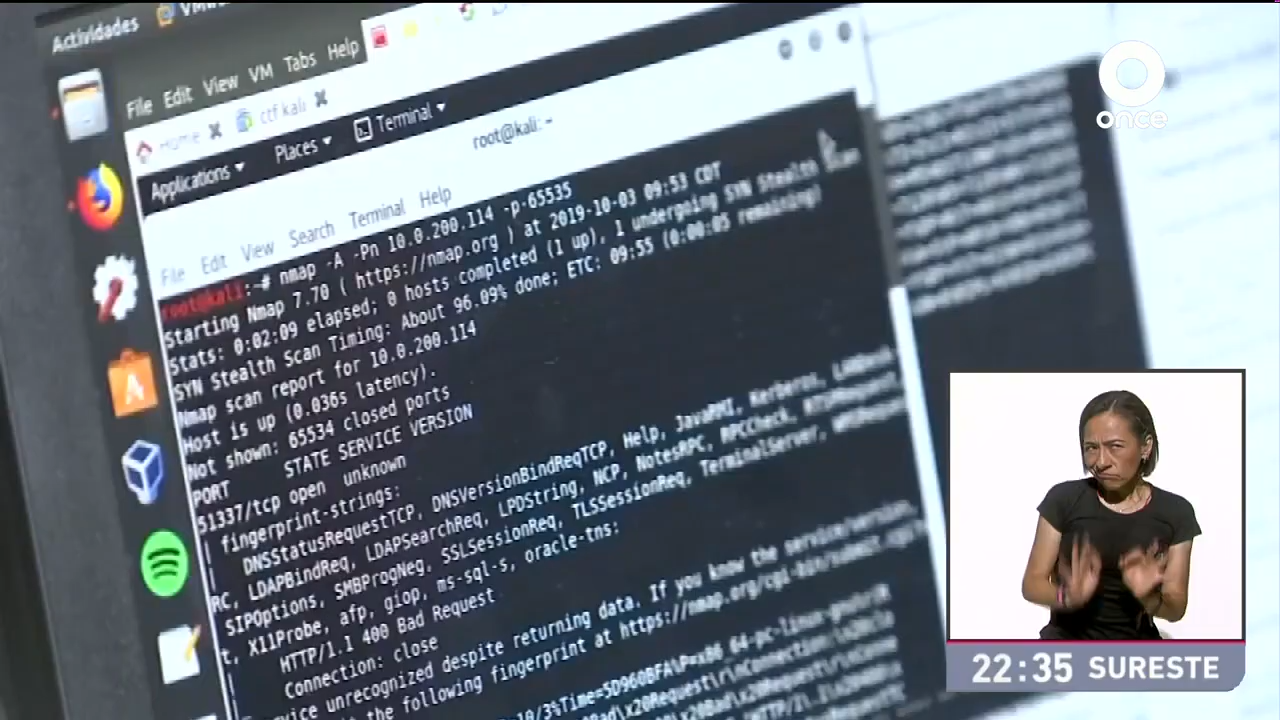 Actividades
File Edit View VM Tabs Help
Home ctf kali
Applications Places Terminal
root@kali: ~
File Edit View Search Terminal Help
root@kali:~# nmap -A -Pn 10.0.200.114 -p-65535
Starting Nmap 7.70 ( https://nmap.org ) at 2019-10-03 09:53 CDT
Stats: 0:02:09 elapsed; 0 hosts completed (1 up), 1 undergoing SYN Stealth Scan
SYN Stealth Scan Timing: About 96.09% done; ETC: 09:55 (0:00:05 remaining)
Nmap scan report for 10.0.200.114
Host is up (0.036s latency).
Not shown: 65534 closed ports
PORT STATE SERVICE VERSION
51337/tcp open unknown
| fingerprint-strings:
| DNSStatusRequestTCP, DNSVersionBindReqTCP, Help, JavaRMI, Kerberos,
RC, LDAPBindReq, LDAPSearchReq, LPDString, NCP, NotesRPC, RPCCheck,
SIPOptions, SMBProgNeg, SSLSessionReq, TLSSessionReq, TerminalServer,
t, X11Probe, afp, giop, ms-sql-s, oracle-tns:
| HTTP/1.1 400 Bad Request
| Connection: close
service unrecognized despite returning data. If you know the service/version,
the following fingerprint at https://nmap.org/cgi-bin/submit.cgi
10/3%Time=5D960BFA%P=x86_64-pc-linux-gnu%r
once
22:35 SURESTE